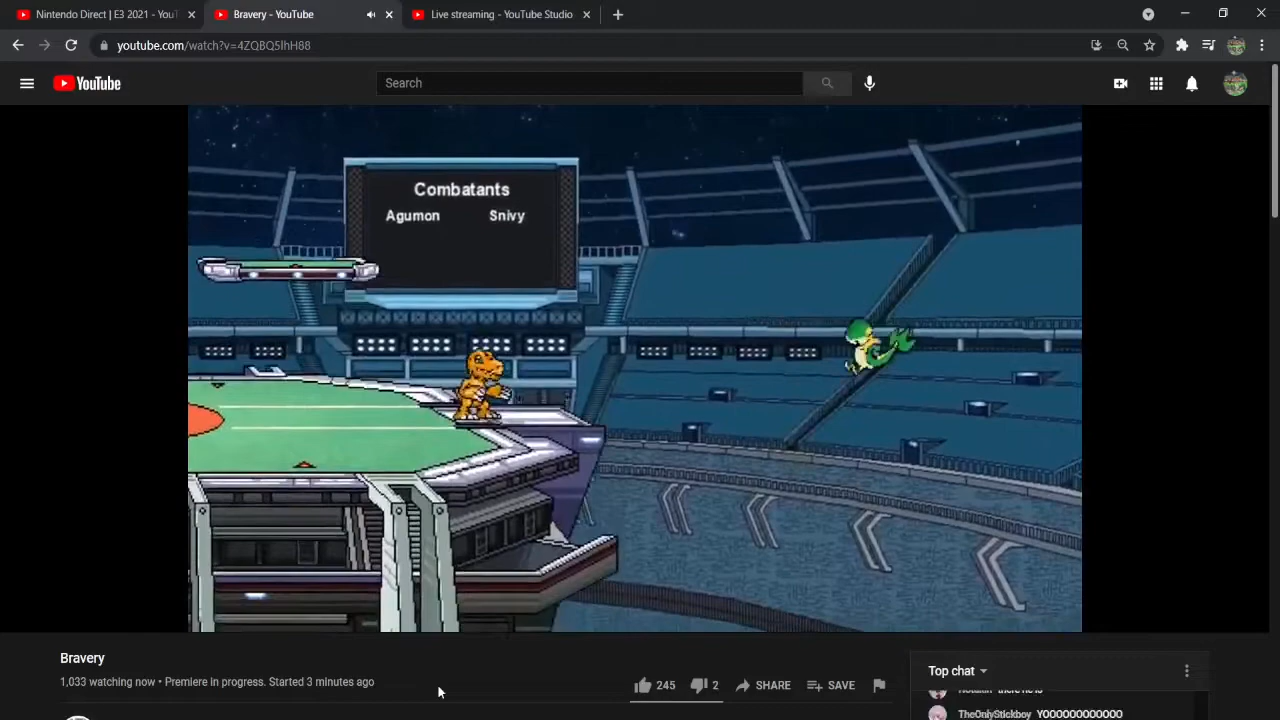 Nintendo Direct | E3 2021 - YouT
Bravery - YouTube
Live streaming - YouTube Studio
youtube.com/watch?v=4ZQBQ5lhH88
YouTube
Search
Combatants
Agumon Snivy
Bravery
1,033 watching now • Premiere in progress. Started 3 minutes ago
245 2 SHARE SAVE
Top chat
TheOnlyStickboy YOOOOOOOOOOO